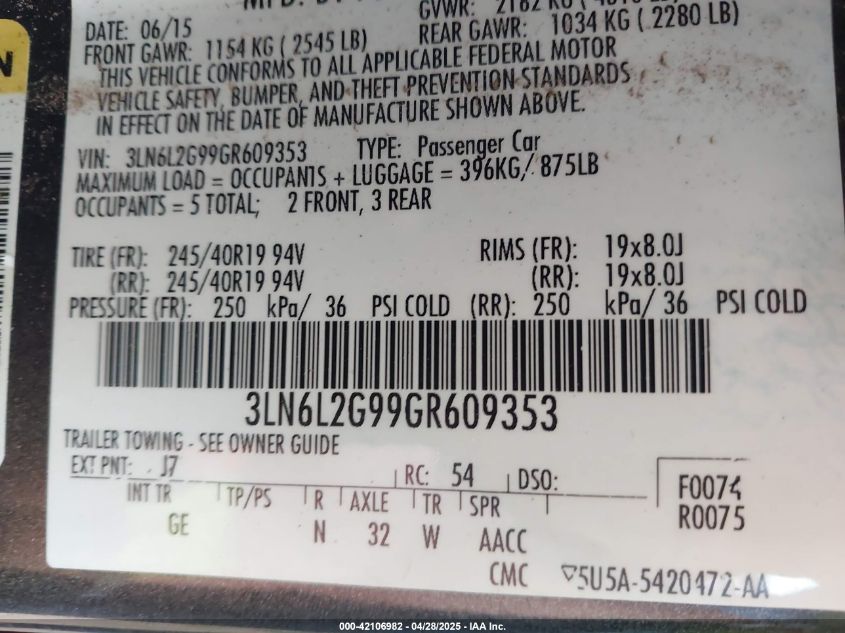 DATE: 06/15
FRONT GAWR: 1154 KG ( 2545 LB) REAR GAWR: 1034 KG ( 2280 LB)
THIS VEHICLE CONFORMS TO ALL APPLICABLE FEDERAL MOTOR
VEHICLE SAFETY, BUMPER, AND THEFT PREVENTION STANDARDS
IN EFFECT ON THE DATE OF MANUFACTURE SHOWN ABOVE.
VIN: 3LN6L2G99GR609353 TYPE: Passenger Car
MAXIMUM LOAD = OCCUPANTS + LUGGAGE = 396KG/ 875LB
OCCUPANTS = 5 TOTAL; 2 FRONT, 3 REAR
TIRE (FR): 245/40R19 94V RIMS (FR): 19x8.0J
(RR): 245/40R19 94V (RR): 19x8.0J
PRESSURE (FR): 250 kPa/ 36 PSI COLD (RR): 250 kPa/ 36 PSI COLD
3LN6L2G99GR609353
TRAILER TOWING - SEE OWNER GUIDE
EXT PNT: J7 RC: 54 DSO:
INT TR TP/PS R AXLE TR SPR
GE N 32 W AACC
F0074
R0075
CMC 5U5A-5420472-AA
000-42106982 - 04/28/2025 - IAA Inc.